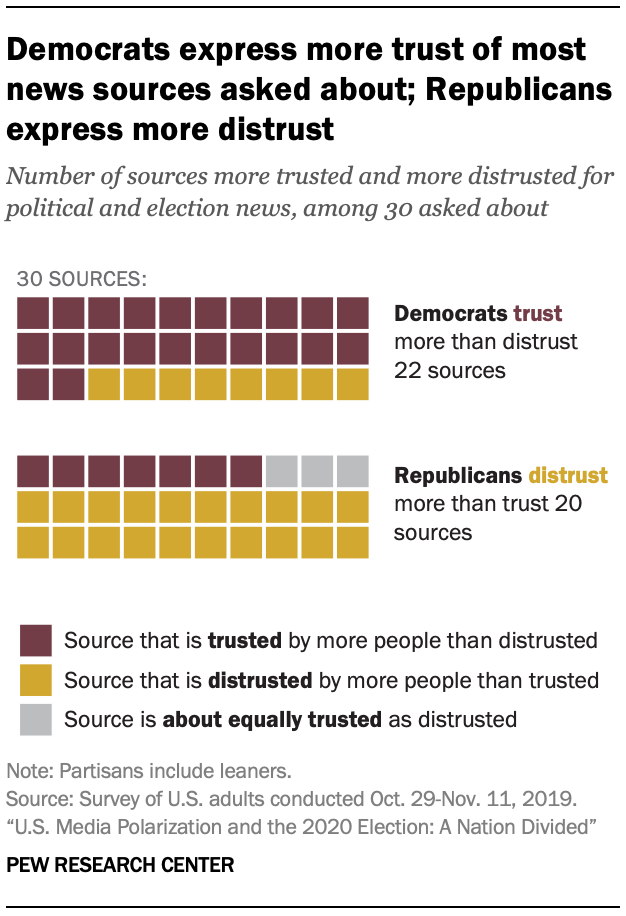 Democrats express more trust of most
news sources asked about; Republicans
express more distrust
Number of sources more trusted and more distrusted for
political and election news, among 30 asked about
30 SOURCES:
Democrats trust
more than distrust
22 sources
Republicans distrust
more than trust 20
sources
Source that is trusted by more people than distrusted
Source that is distrusted by more people than trusted
Source is about equally trusted as distrusted
Note: Partisans include leaners.
Source: Survey of U.S. adults conducted Oct. 29-Nov. 11, 2019.
“U.S. Media Polarization and the 2020 Election: A Nation Divided”
PEW RESEARCH CENTER